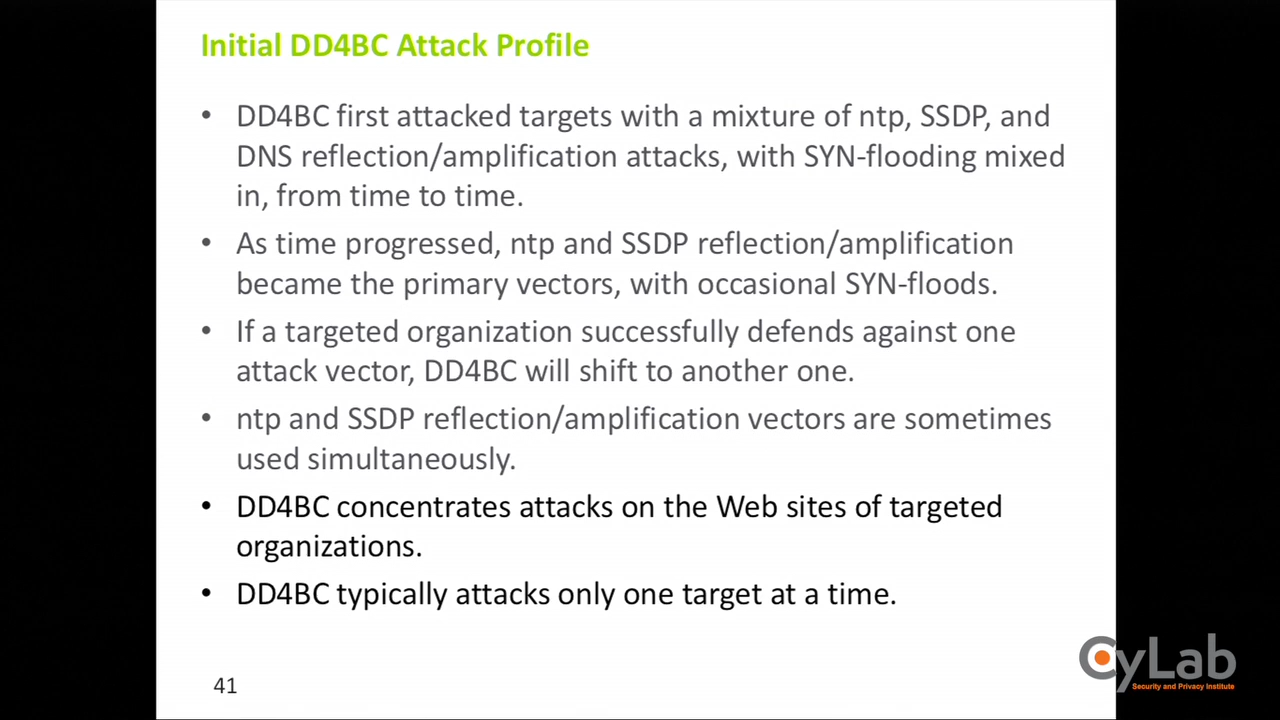 Initial DD4BC Attack Profile
• DD4BC first attacked targets with a mixture of ntp, SSDP, and
DNS reflection/amplification attacks, with SYN-flooding mixed
in, from time to time.
• As time progressed, ntp and SSDP reflection/amplification
became the primary vectors, with occasional SYN-floods.
• If a targeted organization successfully defends against one
attack vector, DD4BC will shift to another one.
• ntp and SSDP reflection/amplification vectors are sometimes
used simultaneously.
• DD4BC concentrates attacks on the Web sites of targeted
organizations.
• DD4BC typically attacks only one target at a time.
41
CyLab
Security and Privacy Institute